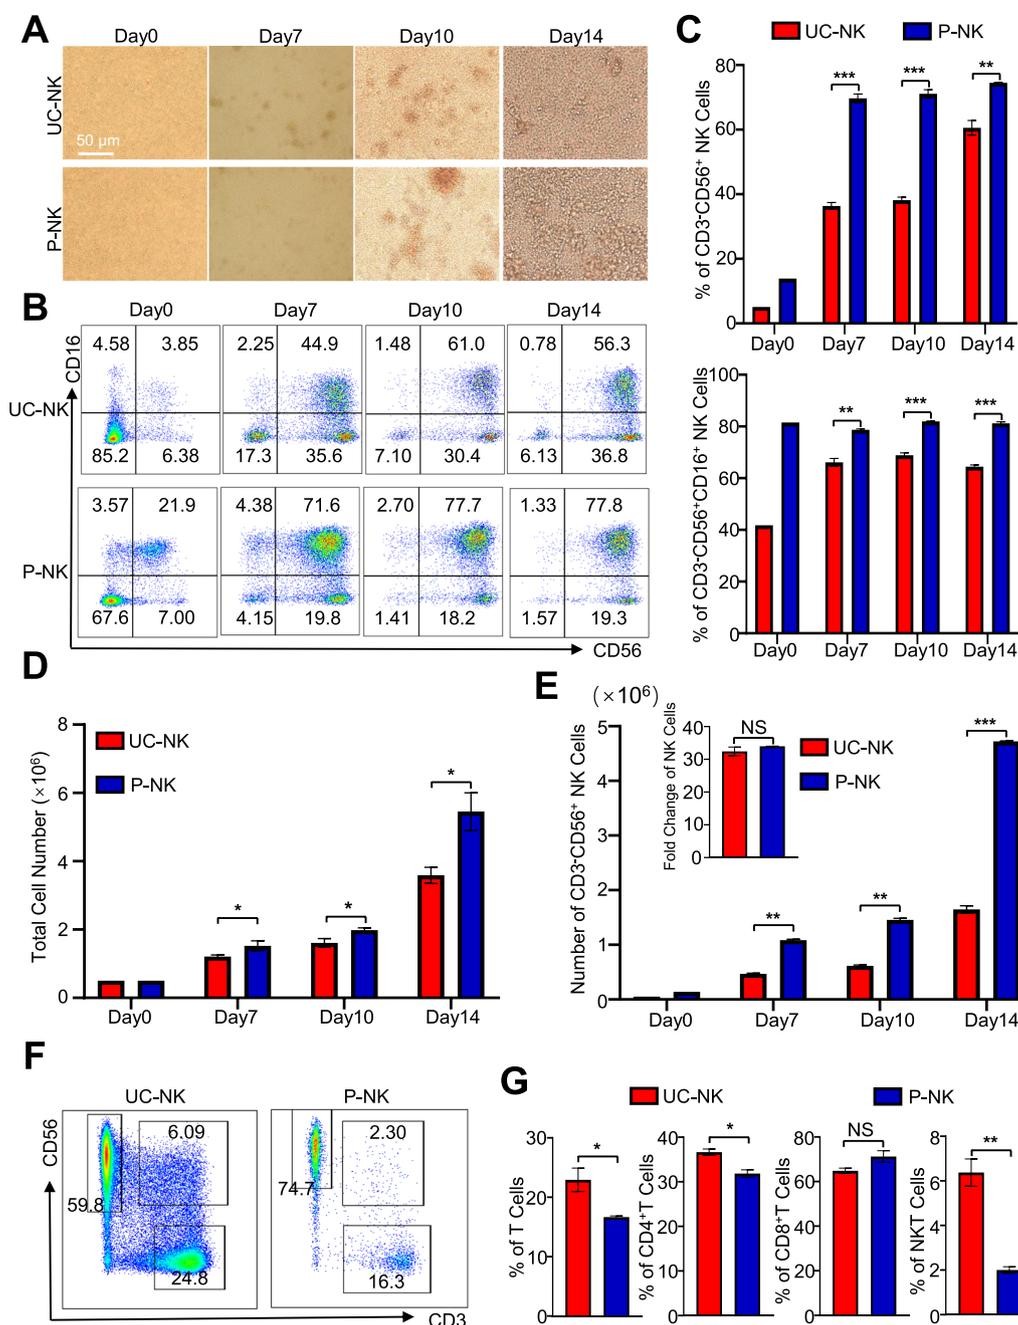 A
Day0 Day7 Day10 Day14
UC-NK
50 μm
P-NK
B
Day0 Day7 Day10 Day14
CD16
UC-NK
4.58 3.85 2.25 44.9 1.48 61.0 0.78 56.3
85.2 6.38 17.3 35.6 7.10 30.4 6.13 36.8
P-NK
3.57 21.9 4.38 71.6 2.70 77.7 1.33 77.8
67.6 7.00 4.15 19.8 1.41 18.2 1.57 19.3
CD56
C
UC-NK P-NK
% of CD3-CD56+ NK Cells
80
60
40
20
0
*** *** **
Day0 Day7 Day10 Day14
% of CD3-CD56+CD16+ NK Cells
100
80
60
40
20
0
** *** ***
Day0 Day7 Day10 Day14
D
Total Cell Number (×10⁶)
8
6
4
2
0
UC-NK
P-NK
* * *
Day0 Day7 Day10 Day14
E
(×10⁶)
Number of CD3-CD56+ NK Cells
5
4
3
2
1
0
Fold Change of NK Cells
40
30
20
10
0
NS
UC-NK
P-NK
** ** ***
Day0 Day7 Day10 Day14
F
UC-NK P-NK
CD56
6.09
59.8
24.8
2.30
74.7
16.3
CD3
G
UC-NK P-NK
% of T Cells
30
20
10
0
*
% of CD4+T Cells
40
30
20
10
0
*
% of CD8+T Cells
80
60
40
20
0
NS
% of NKT Cells
8
6
4
2
0
**